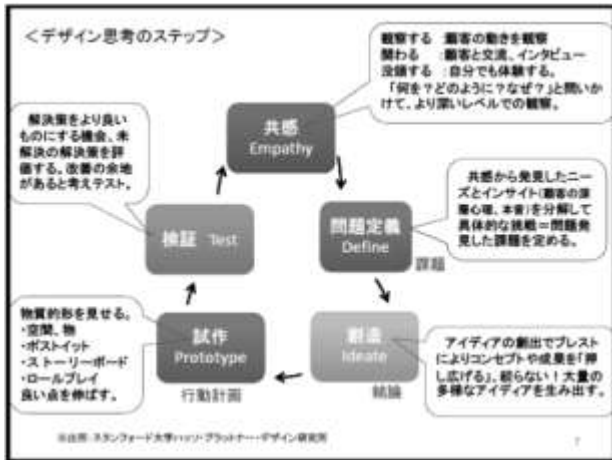 ＜デザイン思考のステップ＞
観察する :顧客の動きを観察
関わる :顧客と交流、インタビュー
没頭する :自分でも体験する。
「何を?どのように?なぜ?」と問いか
けて、より深いレベルでの観察。
共感
Empathy
解決策をより良い
ものにする機会、未
解決の解決策を評
価する。改善の余地
があると考えテスト。
検証 Test
問題定義
Define
課題
共感から発見したニー
ズとインサイト(顧客の深
層心理、本音)を分解して
具体的な挑戦＝問題発
見した課題を定める。
物質的形を見せる。
・空間、物
・ポストイット
・ストーリーボード
・ロールプレイ
良い点を伸ばす。
試作
Prototype
行動計画
創造
Ideate
結論
アイディアの創出でブレスト
によりコンセプトや成果を「押
し広げる」、絞らない！大量の
多様なアイディアを生み出す。
※出所:スタンフォード大学ハッソ・プラットナー・デザイン研究所
7